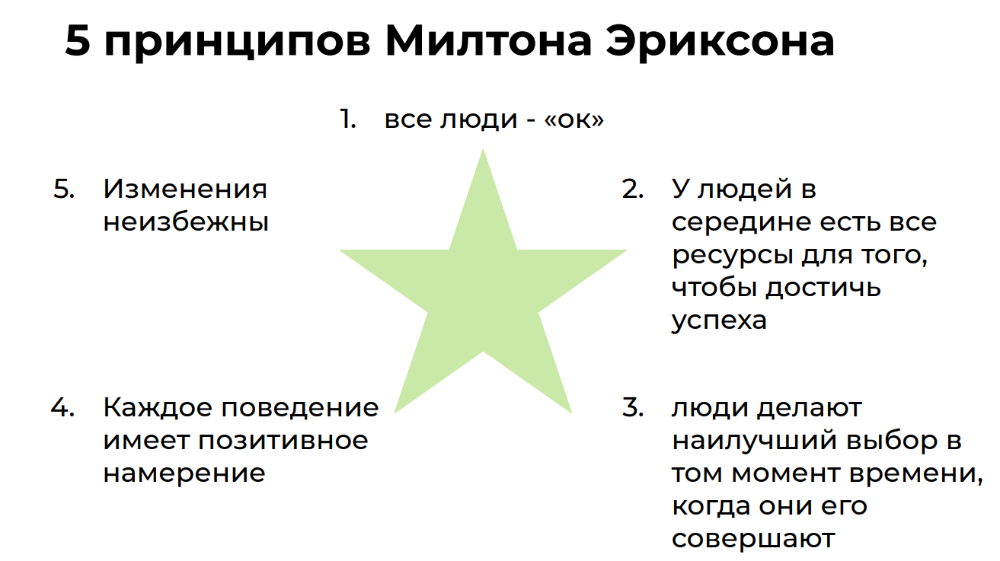 5 принципов Милтона Эриксона
1. все люди - «ок»
2. У людей в
середине есть все
ресурсы для того,
чтобы достичь
успеха
3. люди делают
наилучший выбор в
том момент времени,
когда они его
совершают
4. Каждое поведение
имеет позитивное
намерение
5. Изменения
неизбежны